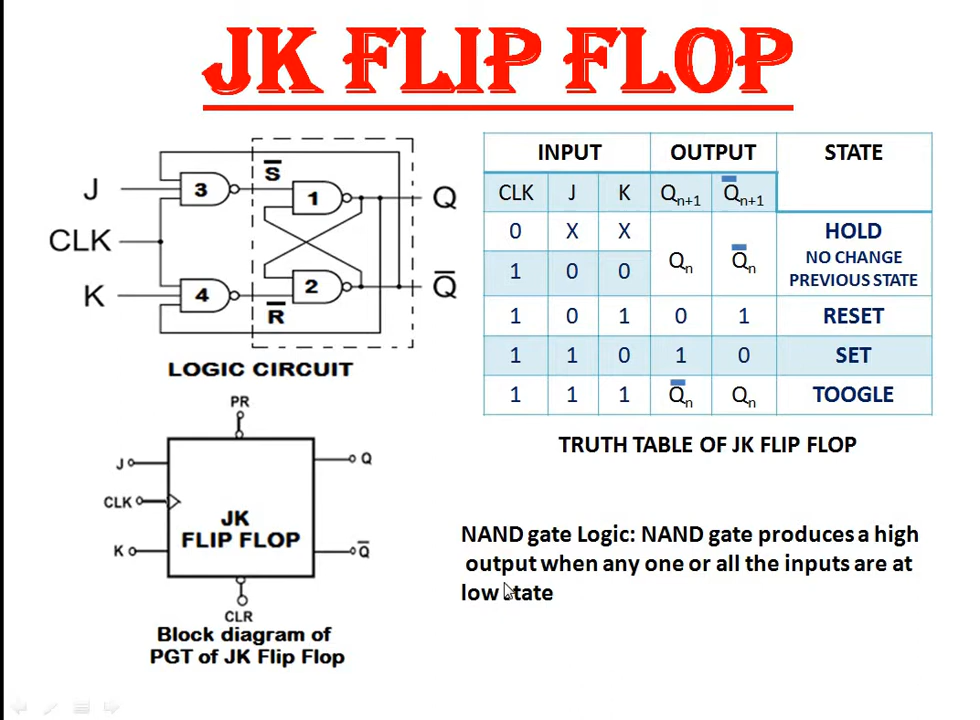 JK FLIP FLOP
J
CLK
K
3
4
S̅
R̅
1
2
Q
Q̅
LOGIC CIRCUIT
INPUT OUTPUT STATE
CLK J K Qn+1 Q̅n+1
0 X X Qn Q̅n HOLD
NO CHANGE
PREVIOUS STATE
1 0 0
1 0 1 0 1 RESET
1 1 0 1 0 SET
1 1 1 Q̅n Qn TOOGLE
TRUTH TABLE OF JK FLIP FLOP
PR
J
CLK
K
JK
FLIP FLOP
Q
Q̅
CLR
Block diagram of
PGT of JK Flip Flop
NAND gate Logic: NAND gate produces a high
output when any one or all the inputs are at
low state